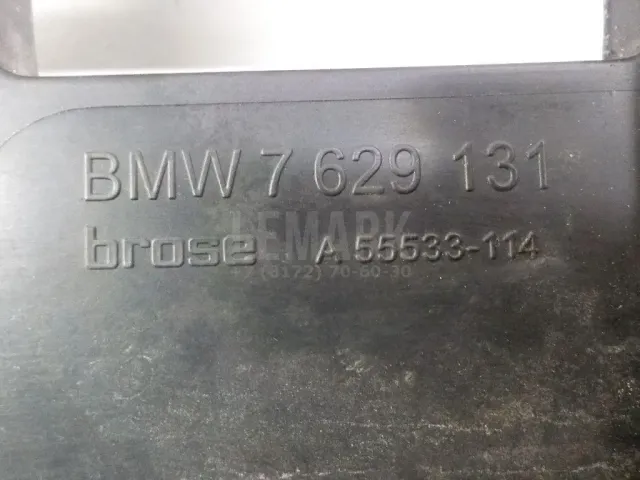 BMW 7 629 131
LEMARK
brose A 55533-114
(8172) 70-60-30